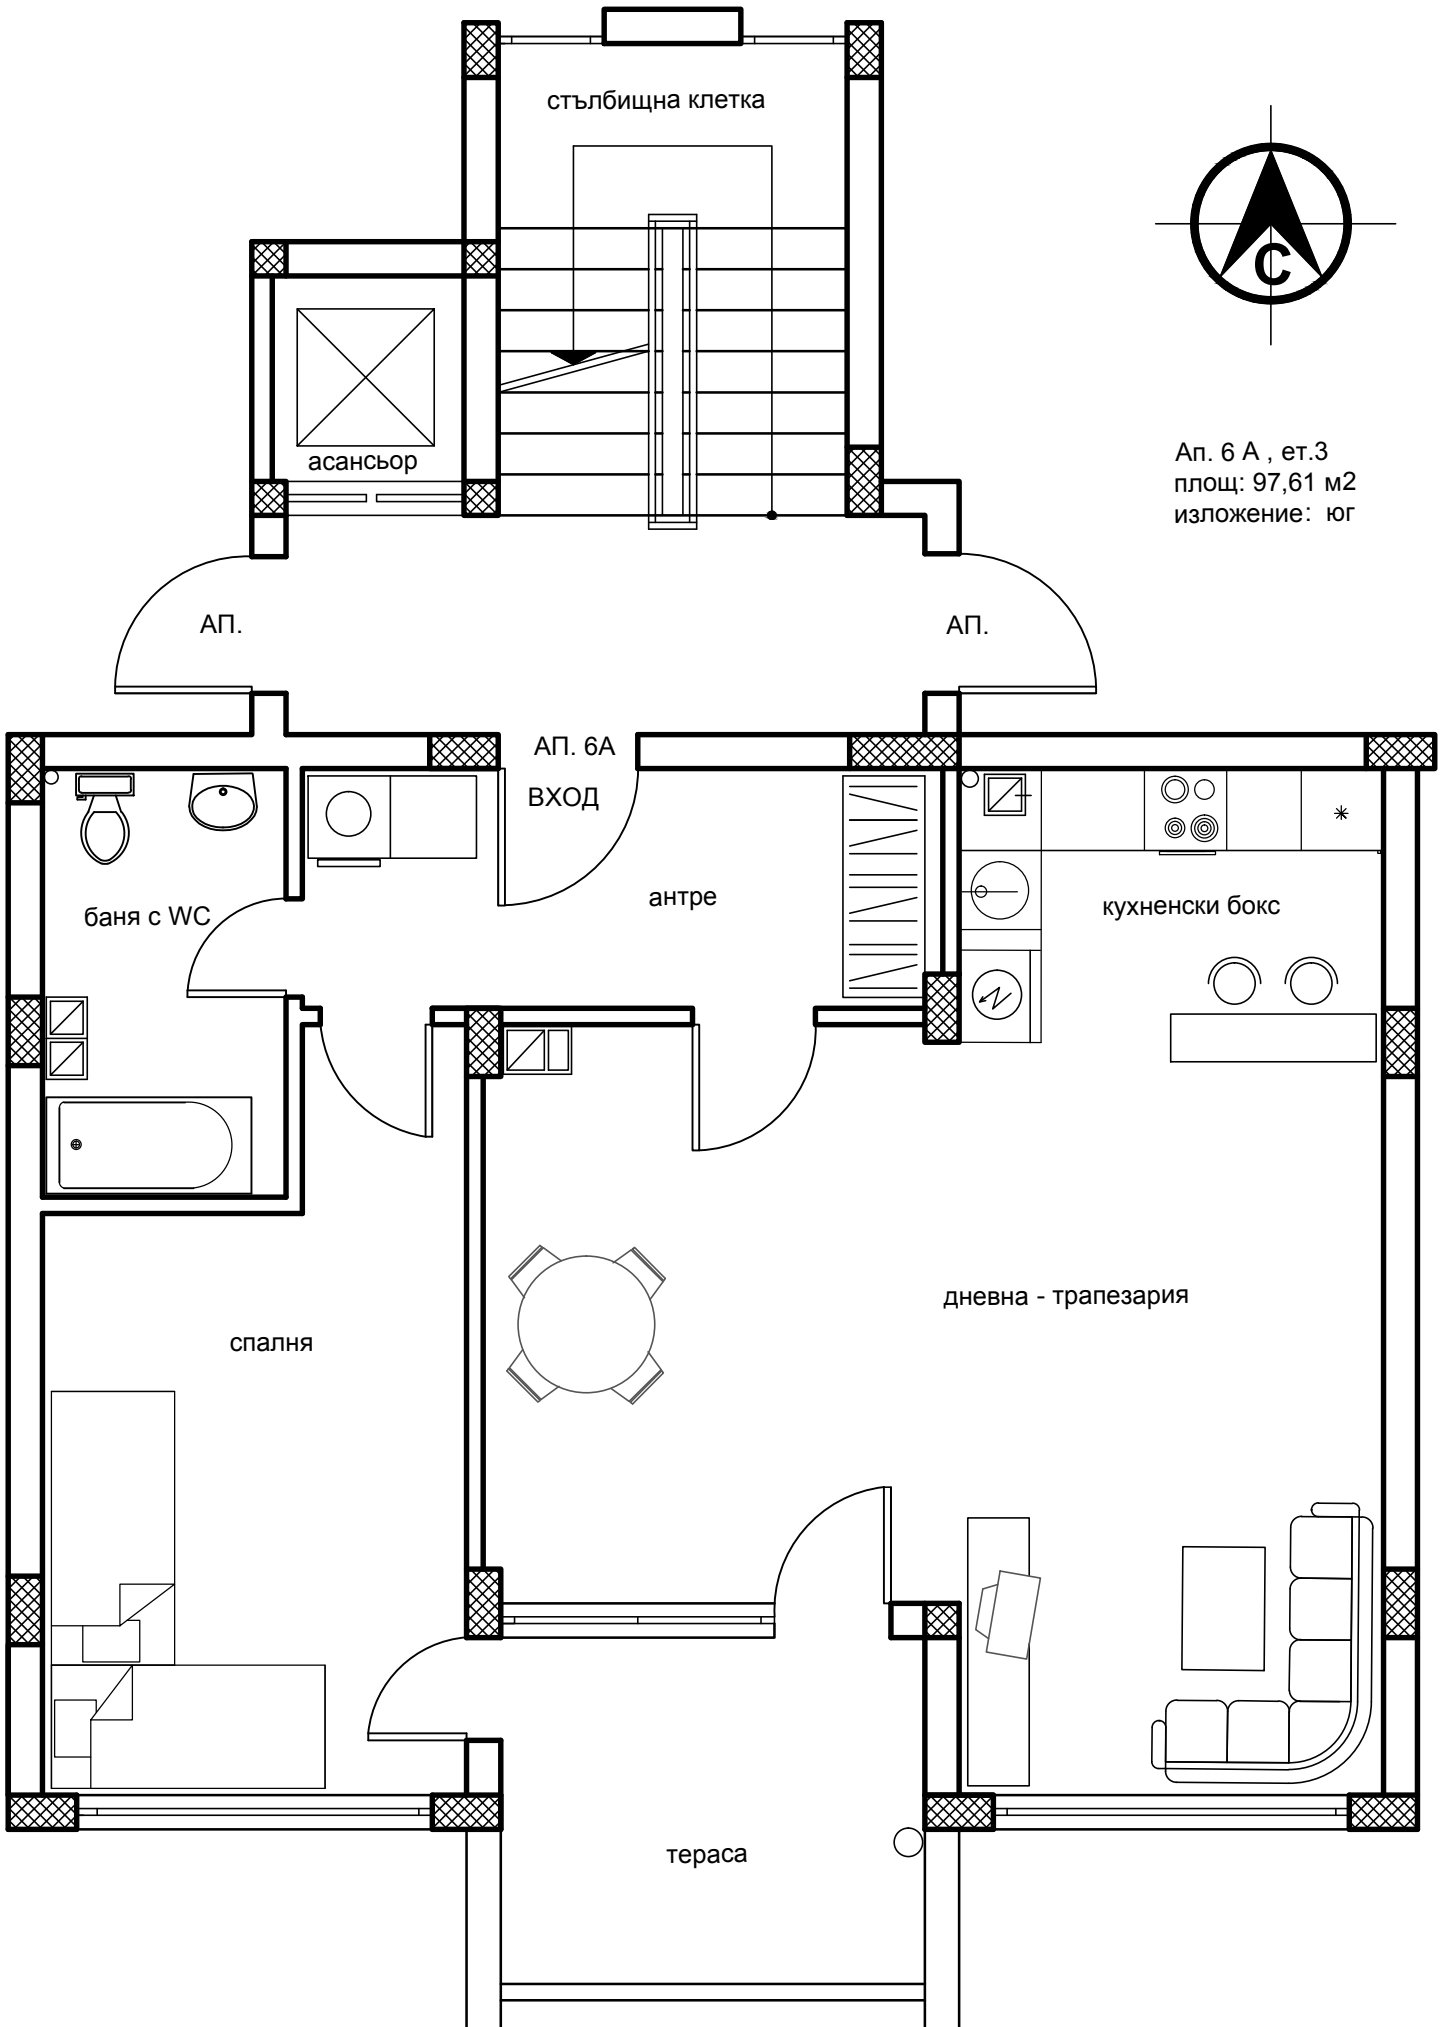 стълбищна клетка
С
асансьор
Ап. 6 А , ет.3
площ: 97,61 м2
изложение: юг
АП.
АП.
АП. 6А
ВХОД
баня с WC
антре
кухненски бокс
дневна - трапезария
спалня
тераса